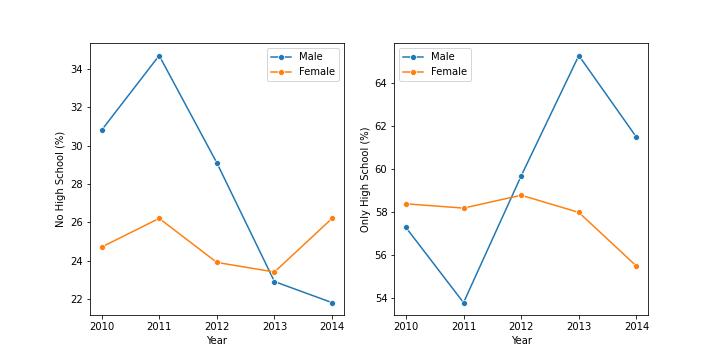 Male
Female
34
32
30
28
26
24
22
No High School (%)
2010 2011 2012 2013 2014
Year
Male
Female
64
62
60
58
56
54
Only High School (%)
2010 2011 2012 2013 2014
Year